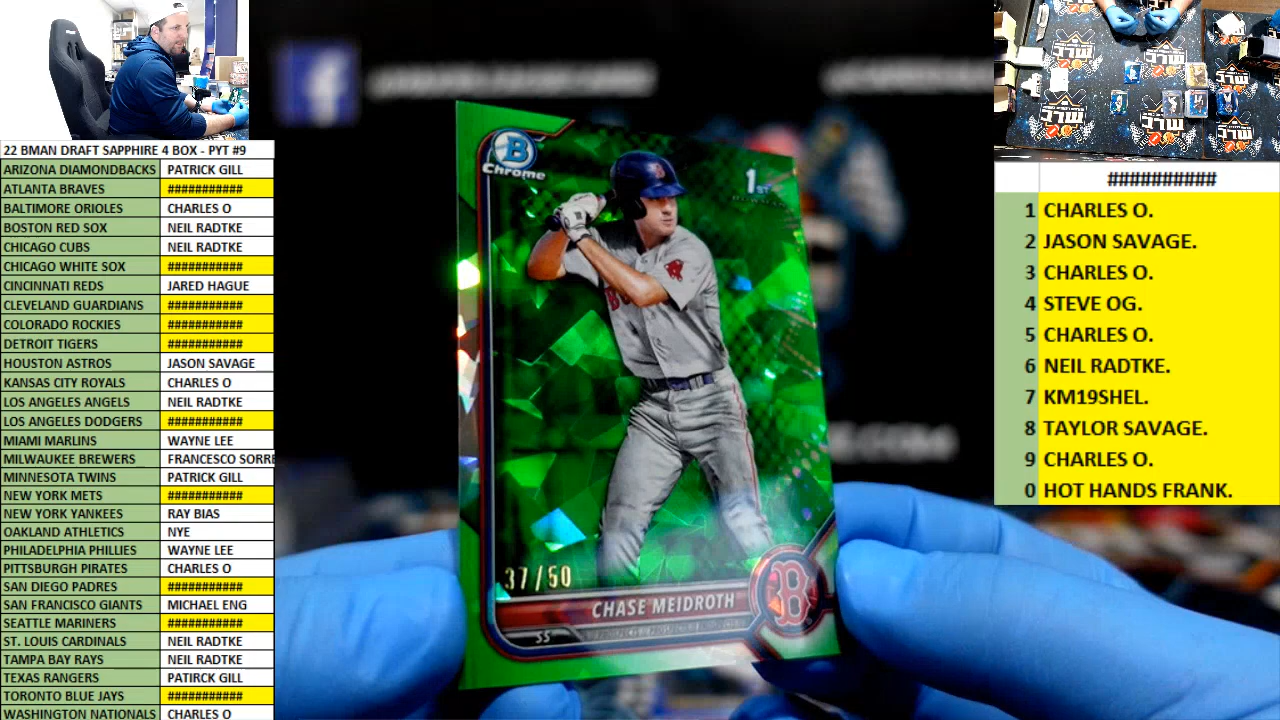 22 BMAN DRAFT SAPPHIRE 4 BOX - PYT #9
ARIZONA DIAMONDBACKS PATRICK GILL
ATLANTA BRAVES ###########
BALTIMORE ORIOLES CHARLES O
BOSTON RED SOX NEIL RADTKE
CHICAGO CUBS NEIL RADTKE
CHICAGO WHITE SOX ###########
CINCINNATI REDS JARED HAGUE
CLEVELAND GUARDIANS ###########
COLORADO ROCKIES ###########
DETROIT TIGERS ###########
HOUSTON ASTROS JASON SAVAGE
KANSAS CITY ROYALS CHARLES O
LOS ANGELES ANGELS NEIL RADTKE
LOS ANGELES DODGERS ###########
MIAMI MARLINS WAYNE LEE
MILWAUKEE BREWERS FRANCESCO SORRE
MINNESOTA TWINS PATRICK GILL
NEW YORK METS ###########
NEW YORK YANKEES RAY BIAS
OAKLAND ATHLETICS NYE
PHILADELPHIA PHILLIES WAYNE LEE
PITTSBURGH PIRATES CHARLES O
SAN DIEGO PADRES ###########
SAN FRANCISCO GIANTS MICHAEL ENG
SEATTLE MARINERS ###########
ST. LOUIS CARDINALS NEIL RADTKE
TAMPA BAY RAYS NEIL RADTKE
TEXAS RANGERS PATIRCK GILL
TORONTO BLUE JAYS ###########
WASHINGTON NATIONALS CHARLES O
B
Chrome
1ST
B
37/50
CHASE MEIDROTH
SS
B
##########
1 CHARLES O.
2 JASON SAVAGE.
3 CHARLES O.
4 STEVE OG.
5 CHARLES O.
6 NEIL RADTKE.
7 KM19SHEL.
8 TAYLOR SAVAGE.
9 CHARLES O.
0 HOT HANDS FRANK.